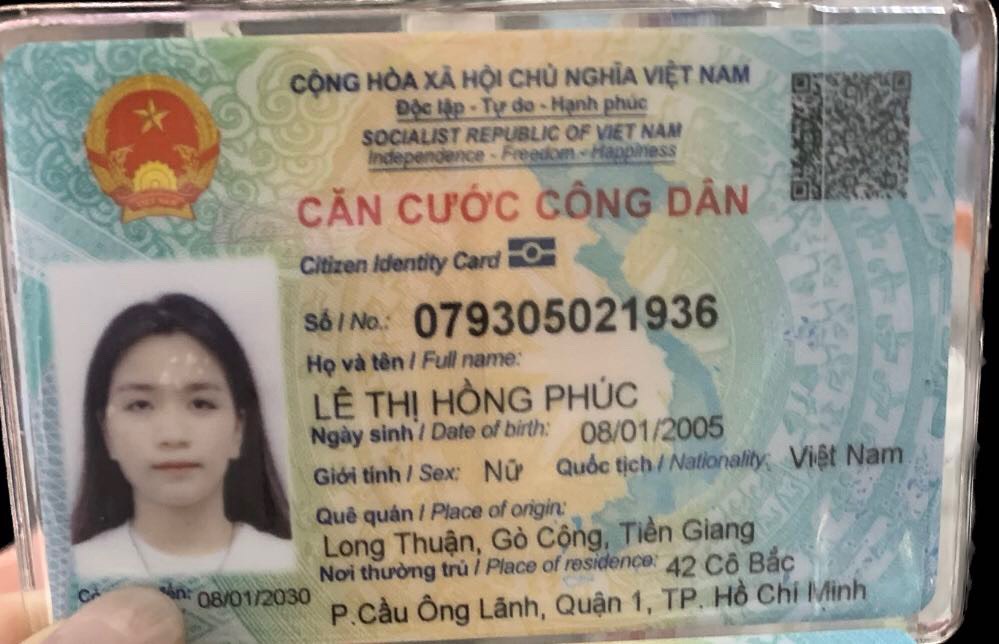 CỘNG HÒA XÃ HỘI CHỦ NGHĨA VIỆT NAM
Độc lập - Tự do - Hạnh phúc
SOCIALIST REPUBLIC OF VIET NAM
Independence - Freedom - Happiness
CĂN CƯỚC CÔNG DÂN
Citizen Identity Card
Số / No.: 079305021936
Họ và tên / Full name:
LÊ THỊ HỒNG PHÚC
Ngày sinh / Date of birth: 08/01/2005
Giới tính / Sex: Nữ Quốc tịch / Nationality: Việt Nam
Quê quán / Place of origin:
Long Thuận, Gò Công, Tiền Giang
Nơi thường trú / Place of residence: 42 Cô Bắc
08/01/2030
P.Cầu Ông Lãnh, Quận 1, TP. Hồ Chí Minh